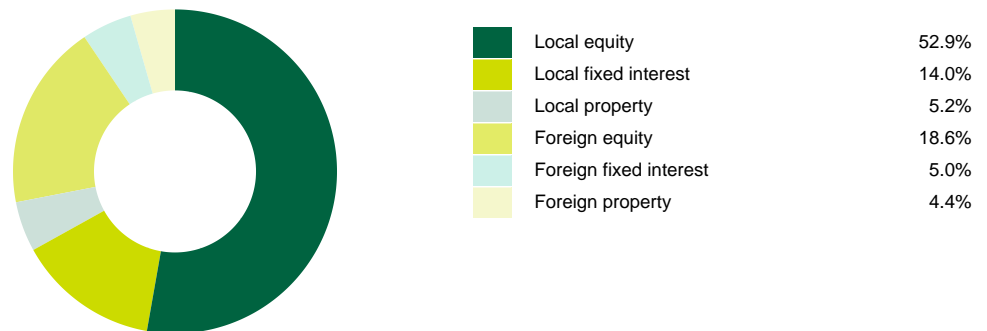 Local equity 52.9%
Local fixed interest 14.0%
Local property 5.2%
Foreign equity 18.6%
Foreign fixed interest 5.0%
Foreign property 4.4%